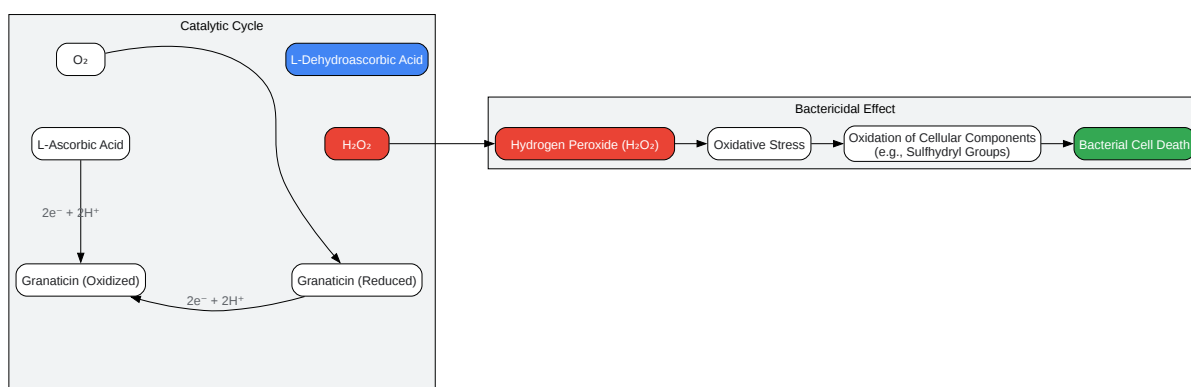 Catalytic Cycle
O₂
L-Dehydroascorbic Acid
L-Ascorbic Acid
H₂O₂
2e⁻ + 2H⁺
Granaticin (Oxidized)
Granaticin (Reduced)
2e⁻ + 2H⁺
Bactericidal Effect
Hydrogen Peroxide (H₂O₂)
Oxidative Stress
Oxidation of Cellular Components
(e.g., Sulfhydryl Groups)
Bacterial Cell Death